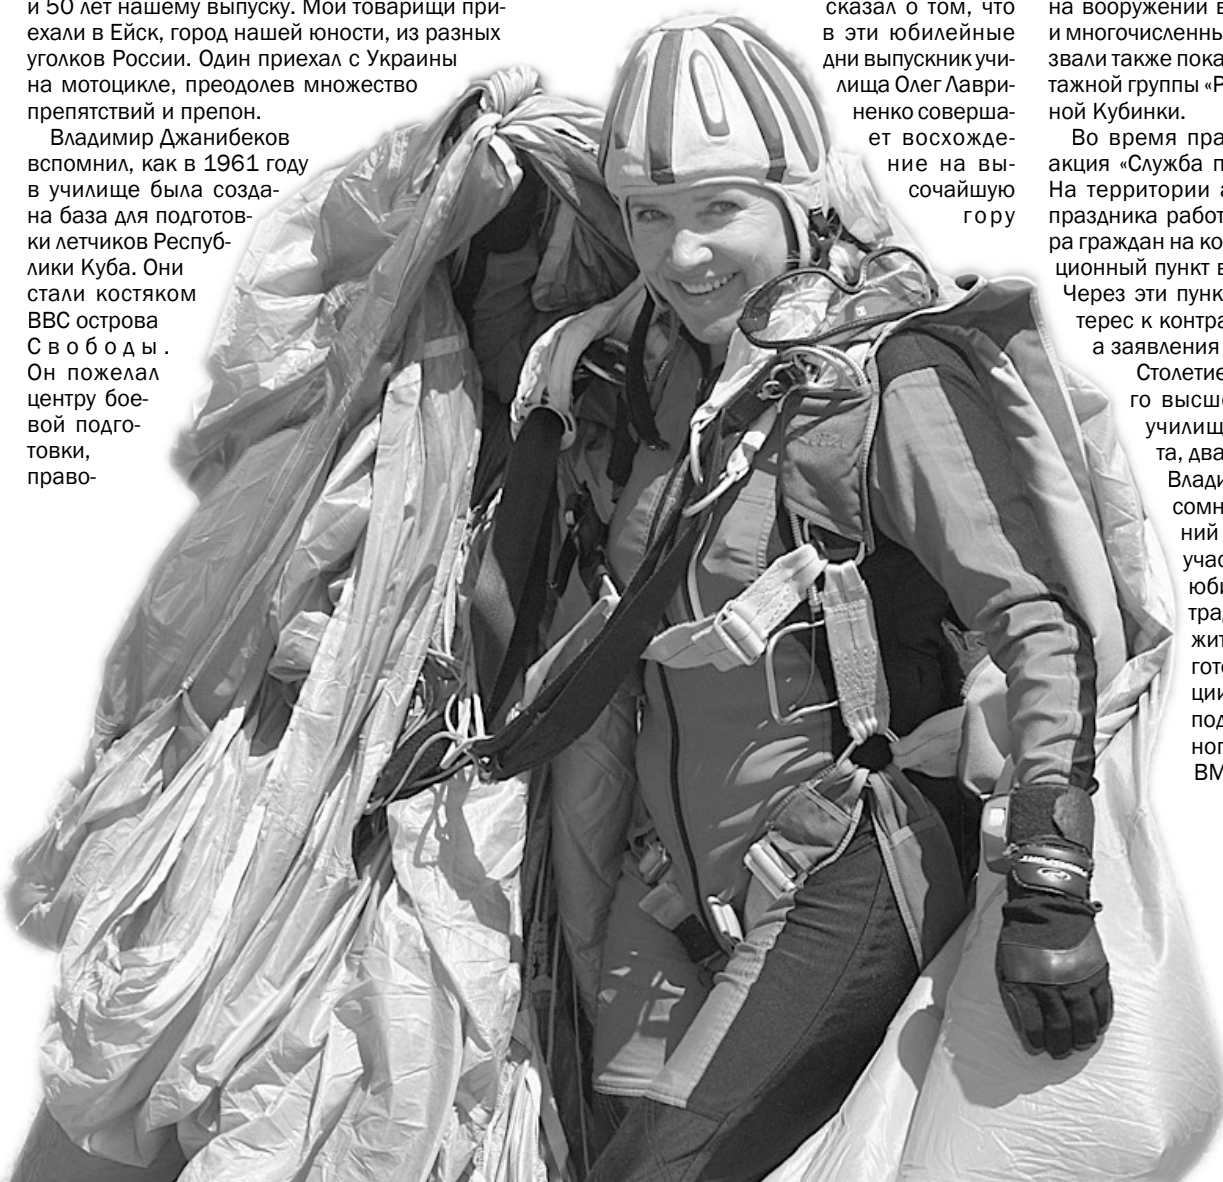 и 50 лет нашему выпуску. Мои товарищи при-
ехали в Ейск, город нашей юности, из разных
уголков России. Один приехал с Украины
на мотоцикле, преодолев множество
препятствий и препон.
Владимир Джанибеков
вспомнил, как в 1961 году
в училище была созда-
на база для подготов-
ки летчиков Респуб-
лики Куба. Они
стали костяком
ВВС острова
Свободы.
Он пожелал
центру бое-
вой подго-
товки,
право-
сказал о том, что
в эти юбилейные
дни выпускник учи-
лища Олег Лаври-
ненко соверша-
ет восхожде-
ние на вы-
сочайшую
гору
на вооружении в
и многочисленны
звали также пока
тажной группы «Р
ной Кубинки.
Во время пра
акция «Служба п
На территории а
праздника работ
ра граждан на ко
ционный пункт в
Через эти пунк
терес к контра
а заявления
Столетие
го высше
училищ
та, два
Влади
сомн
ний
учас
юби
трад
жит
гото
ции
под
ног
ВМ